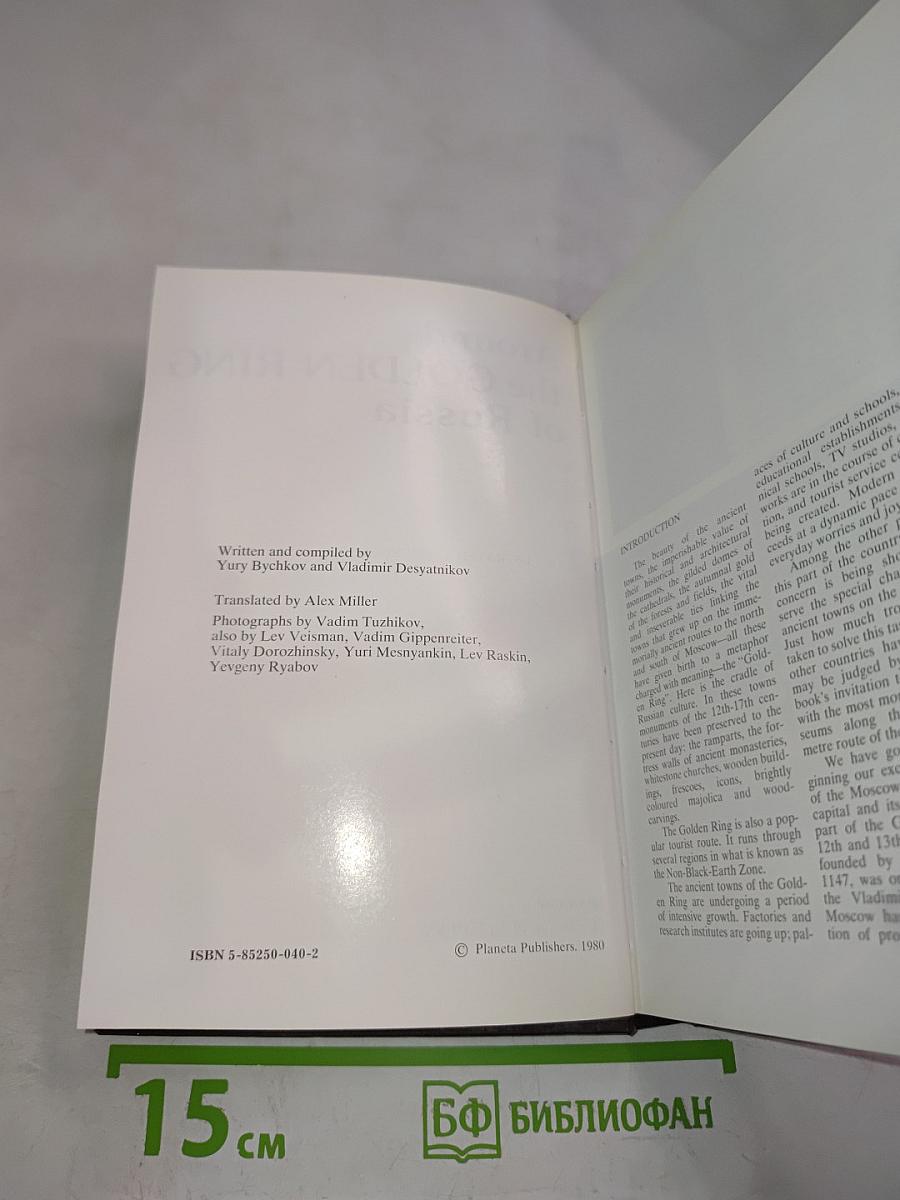 Written and compiled by
Yury Bychkov and Vladimir Desyatnikov
Translated by Alex Miller
Photographs by Vadim Tuzhikov,
also by Lev Veisman, Vadim Gippenreiter,
Vitaly Dorozhinsky, Yuri Mesnyankin, Lev Raskin,
Yevgeny Ryabov
ISBN 5-85250-040-2
© Planeta Publishers. 1980
INTRODUCTION
The beauty of the ancient
towns, the imperishable value of
their historical and architectural
monuments, the gilded domes of
the cathedrals, the autumnal gold
of the forests and fields, the vital
and inseverable ties linking the
towns that grew up on the imme-
morially ancient routes to the north
and south of Moscow—all these
have given birth to a metaphor
charged with meaning—the "Gold-
en Ring". Here is the cradle of
Russian culture. In these towns
monuments of the 12th-17th cen-
turies have been preserved to the
present day: the ramparts, the for-
tress walls of ancient monasteries,
whitestone churches, wooden build-
ings, frescoes, icons, brightly
coloured majolica and wood-
carvings.
The Golden Ring is also a pop-
ular tourist route. It runs through
several regions in what is known as
the Non-Black-Earth Zone.
The ancient towns of the Gold-
en Ring are undergoing a period
of intensive growth. Factories and
research institutes are going up; pal-
aces of culture and schools,
educational establishments
nical schools, TV studios,
works are in the course of
tion, and tourist service
being created. Modern
ceeds at a dynamic pace
everyday worries and joy
Among the other
this part of the countr
concern is being sho
serve the special cha
ancient towns on the
Just how much tro
taken to solve this ta
other countries hav
may be judged by
book's invitation t
with the most mo
seums along th
metre route of the
We have go
ginning our exc
of the Moscow
capital and its
part of the G
12th and 13th
founded by
1147, was o
the Vladimi
Moscow ha
tion of pro
15 см
БФ БИБЛИОФАН